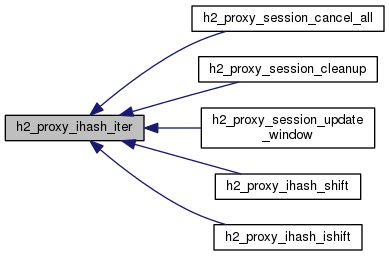 h2_proxy_session_cancel_all
h2_proxy_session_cleanup
h2_proxy_ihash_iter
h2_proxy_session_update
_window
h2_proxy_ihash_shift
h2_proxy_ihash_ishift